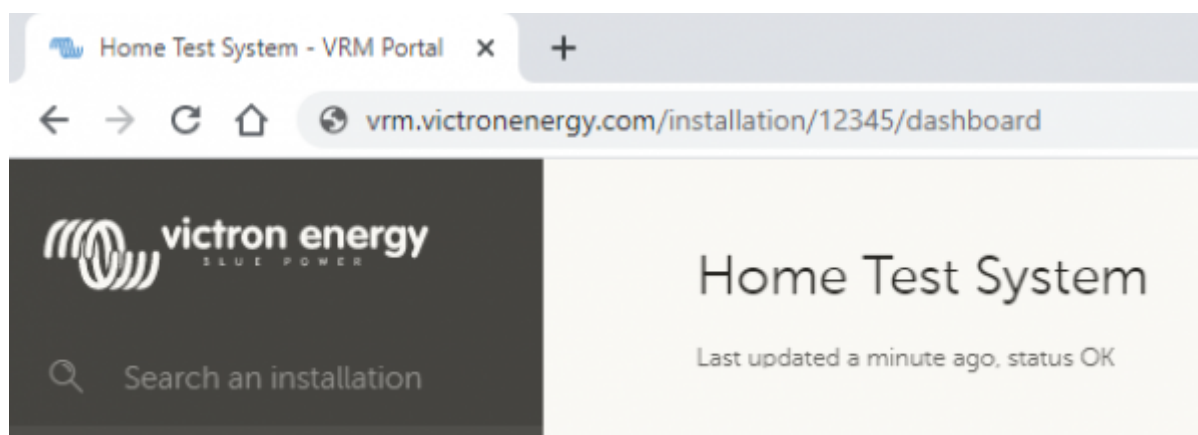 Home Test System - VRM Portal
vrm.victronenergy.com/installation/12345/dashboard
victron energy
BLUE POWER
Home Test System
Last updated a minute ago, status OK
Search an installation